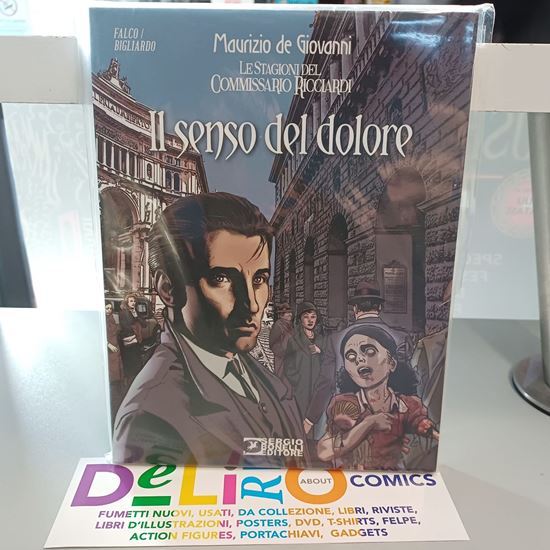 FALCO/
BIGLIARDO
Maurizio de Giovanni
LE STAGIONI DEL
COMMISSARIO RICCIARDI
Il senso del dolore
SERGIO
BONELLI
EDITORE
DeLiRiO
ABOUT
COMICS
FUMETTI NUOVI, USATI, DA COLLEZIONE, LIBRI, RIVISTE,
LIBRI D'ILLUSTRAZIONI, POSTERS, DVD, T-SHIRTS, FELPE,
ACTION FIGURES, PORTACHIAVI, GADGETS